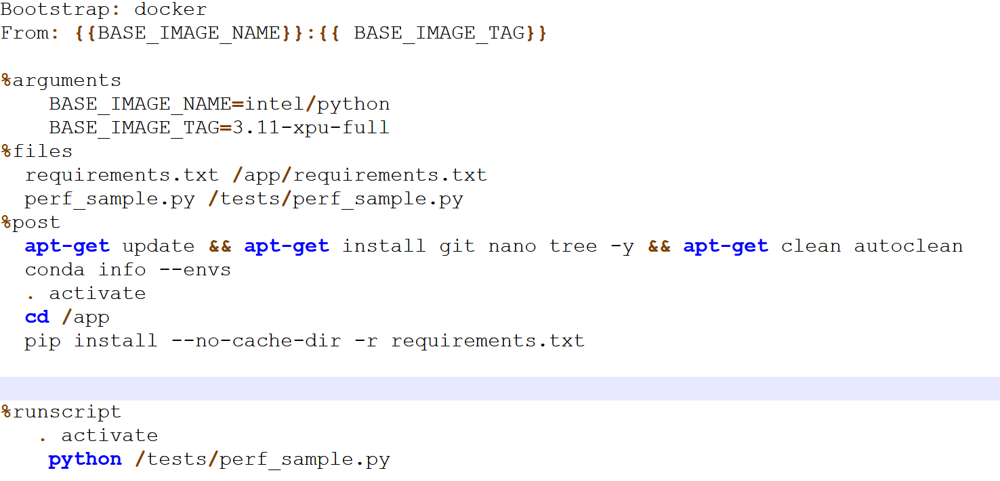 Bootstrap: docker
From: {{BASE_IMAGE_NAME}}:{{ BASE_IMAGE_TAG}}
%arguments
BASE_IMAGE_NAME=intel/python
BASE_IMAGE_TAG=3.11-xpu-full
%files
requirements.txt /app/requirements.txt
perf_sample.py /tests/perf_sample.py
%post
apt-get update && apt-get install git nano tree -y && apt-get clean autoclean
conda info --envs
. activate
cd /app
pip install --no-cache-dir -r requirements.txt
%runscript
. activate
python /tests/perf_sample.py